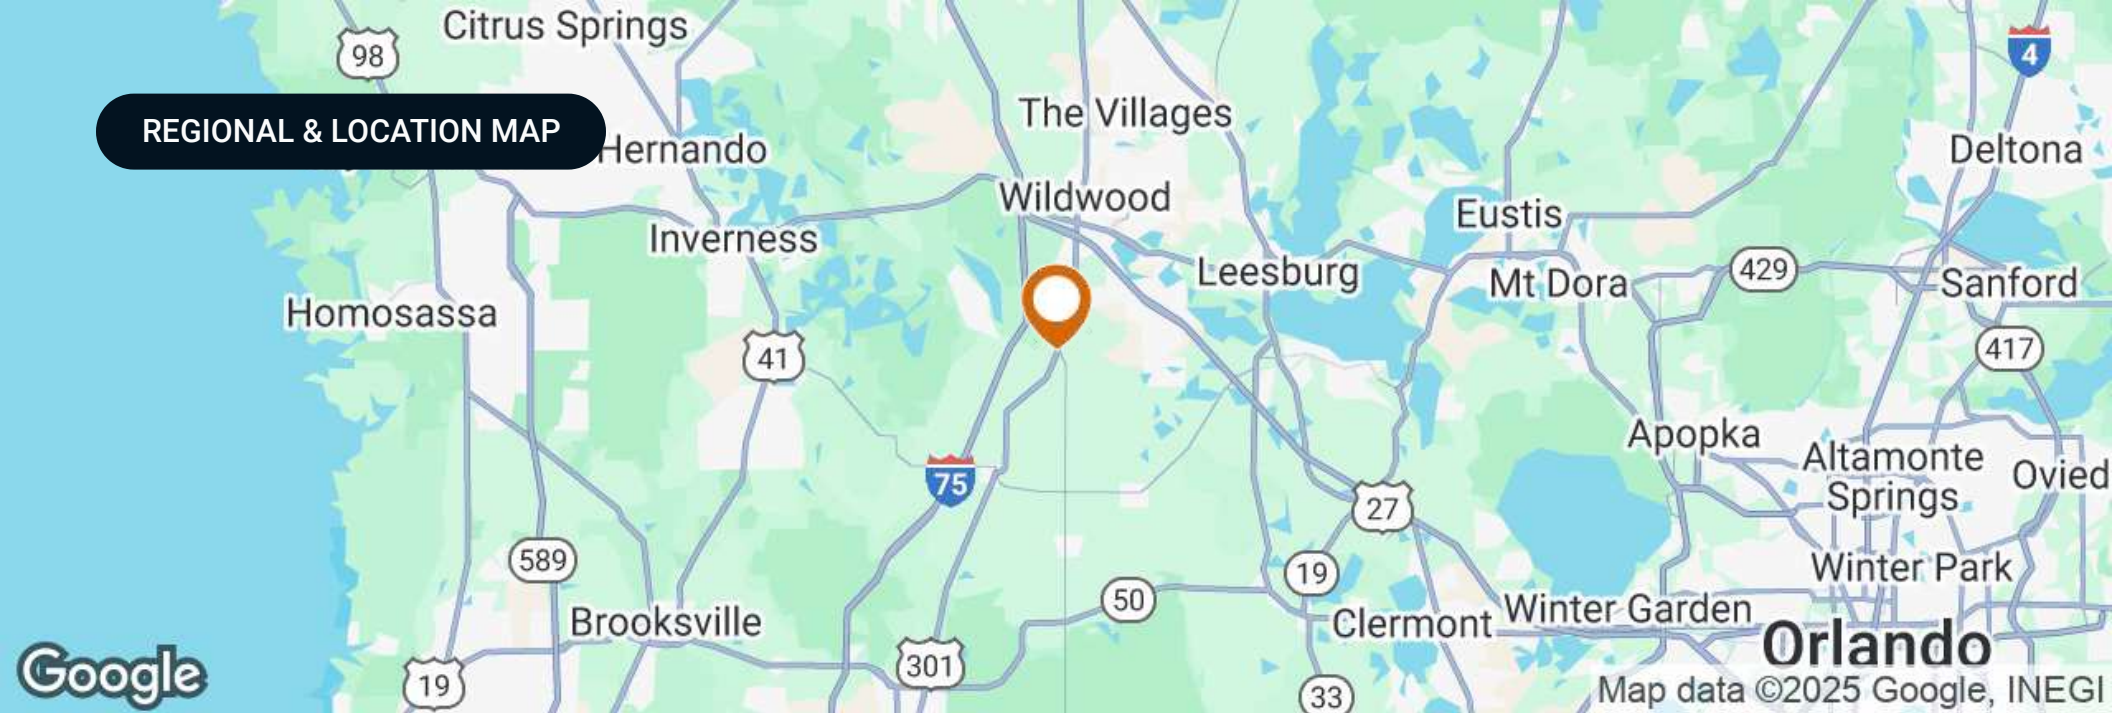 Citrus Springs
98
4
REGIONAL & LOCATION MAP
The Villages
Hernando
Deltona
Wildwood
Eustis
Inverness
Leesburg
429
Mt Dora
Sanford
Homosassa
41
417
Apopka
Altamonte
Springs
Ovied
75
27
589
19
Winter Park
50
Brooksville
Clermont
Winter Garden
Orlando
301
Google
19
33
Map data ©2025 Google, INEGI